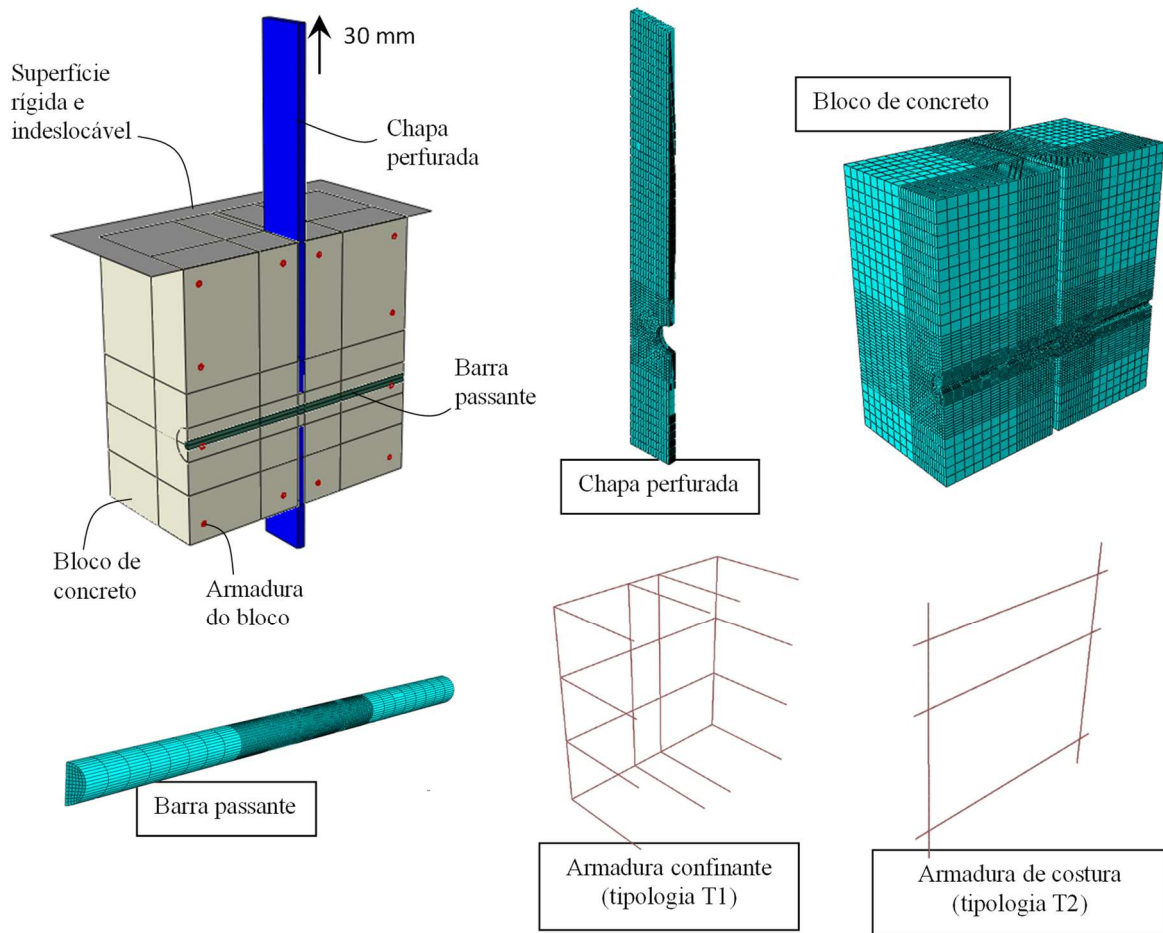 30 mm
Superfície
rígida e
indeslocável
Chapa
perfurada
Barra
passante
Bloco de
concreto
Armadura
do bloco
Chapa perfurada
Bloco de concreto
Barra passante
Armadura confinante
(tipologia T1)
Armadura de costura
(tipologia T2)